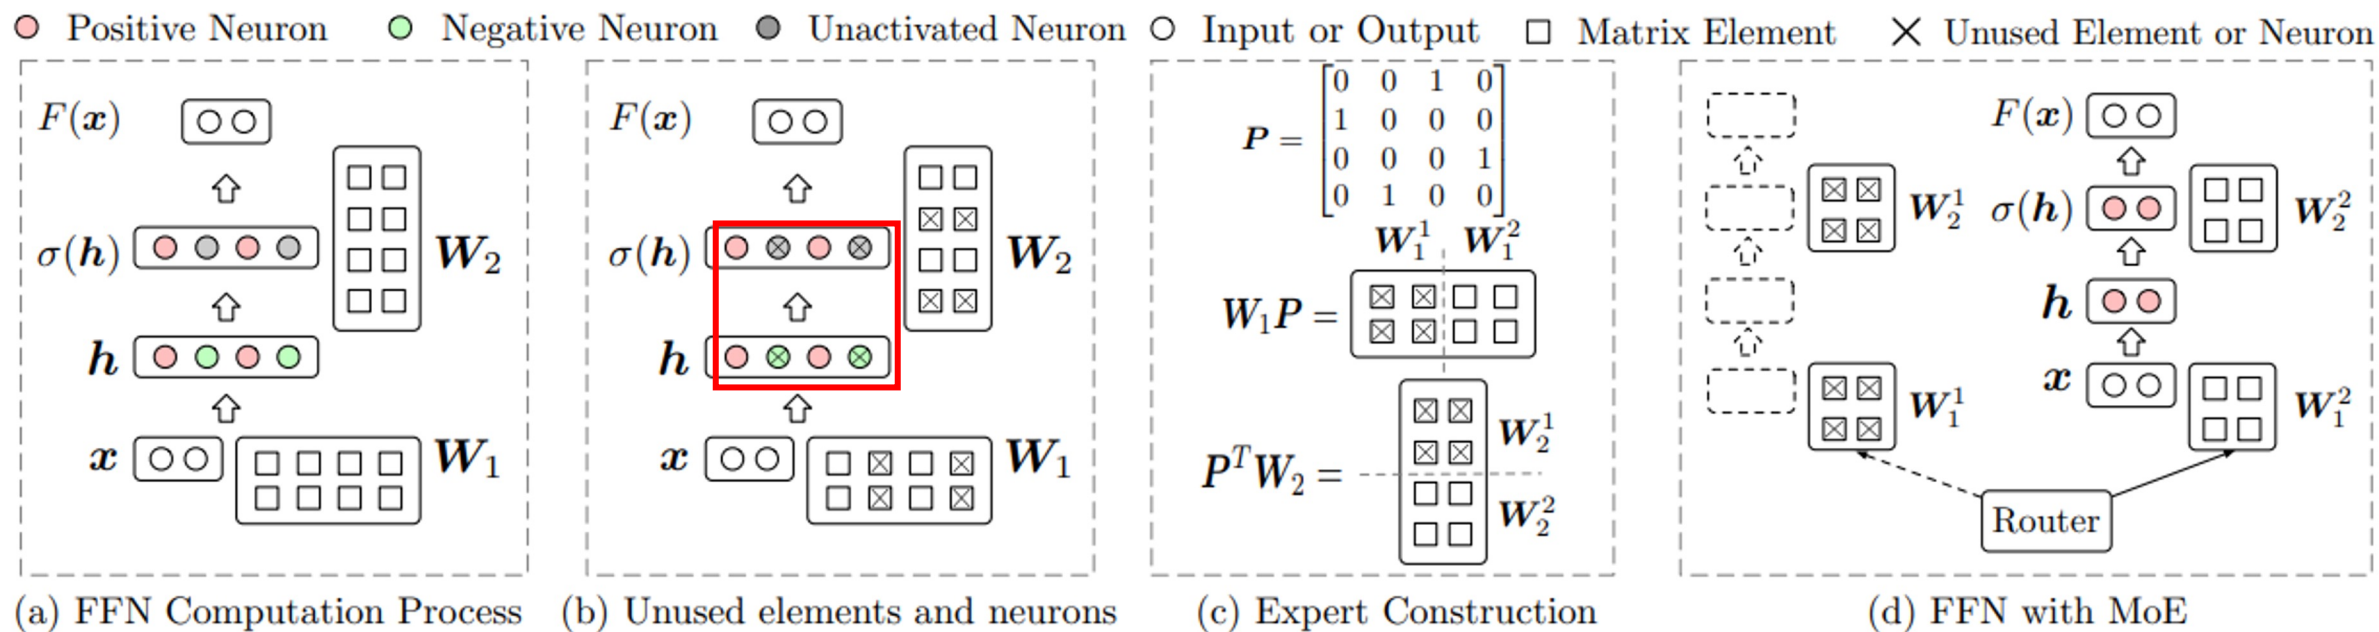 Positive Neuron Negative Neuron Unactivated Neuron Input or Output Matrix Element Unused Element or Neuron
F(x)
σ(h)
W₂
h
x
W₁
(a) FFN Computation Process
F(x)
σ(h)
W₂
h
x
W₁
(b) Unused elements and neurons
P =
0 0 1 0
1 0 0 0
0 0 0 1
0 1 0 0
W₁¹ W₁²
W₁P =
PᵀW₂ =
W₂¹
W₂²
(c) Expert Construction
F(x)
W₂¹ σ(h) W₂²
h
x
W₁¹ W₁²
Router
(d) FFN with MoE